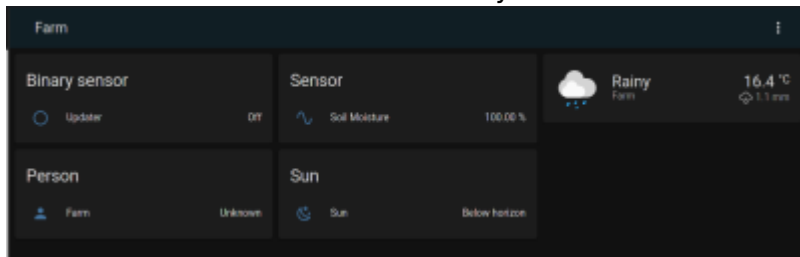 Farm
Binary sensor
Updater Off
Sensor
Soil Moisture 100.00 %
Rainy 16.4 °C
Farm 1.1 mm
Person
Farm Unknown
Sun
Sun Below horizon